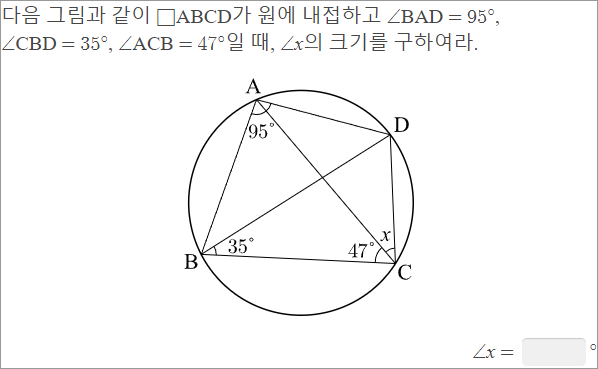 다음 그림과 같이 □ABCD가 원에 내접하고 ∠BAD = 95°,
∠CBD = 35°, ∠ACB = 47°일 때, ∠x의 크기를 구하여라.
A
D
95°
x
B
35°
47°
C
∠x = °